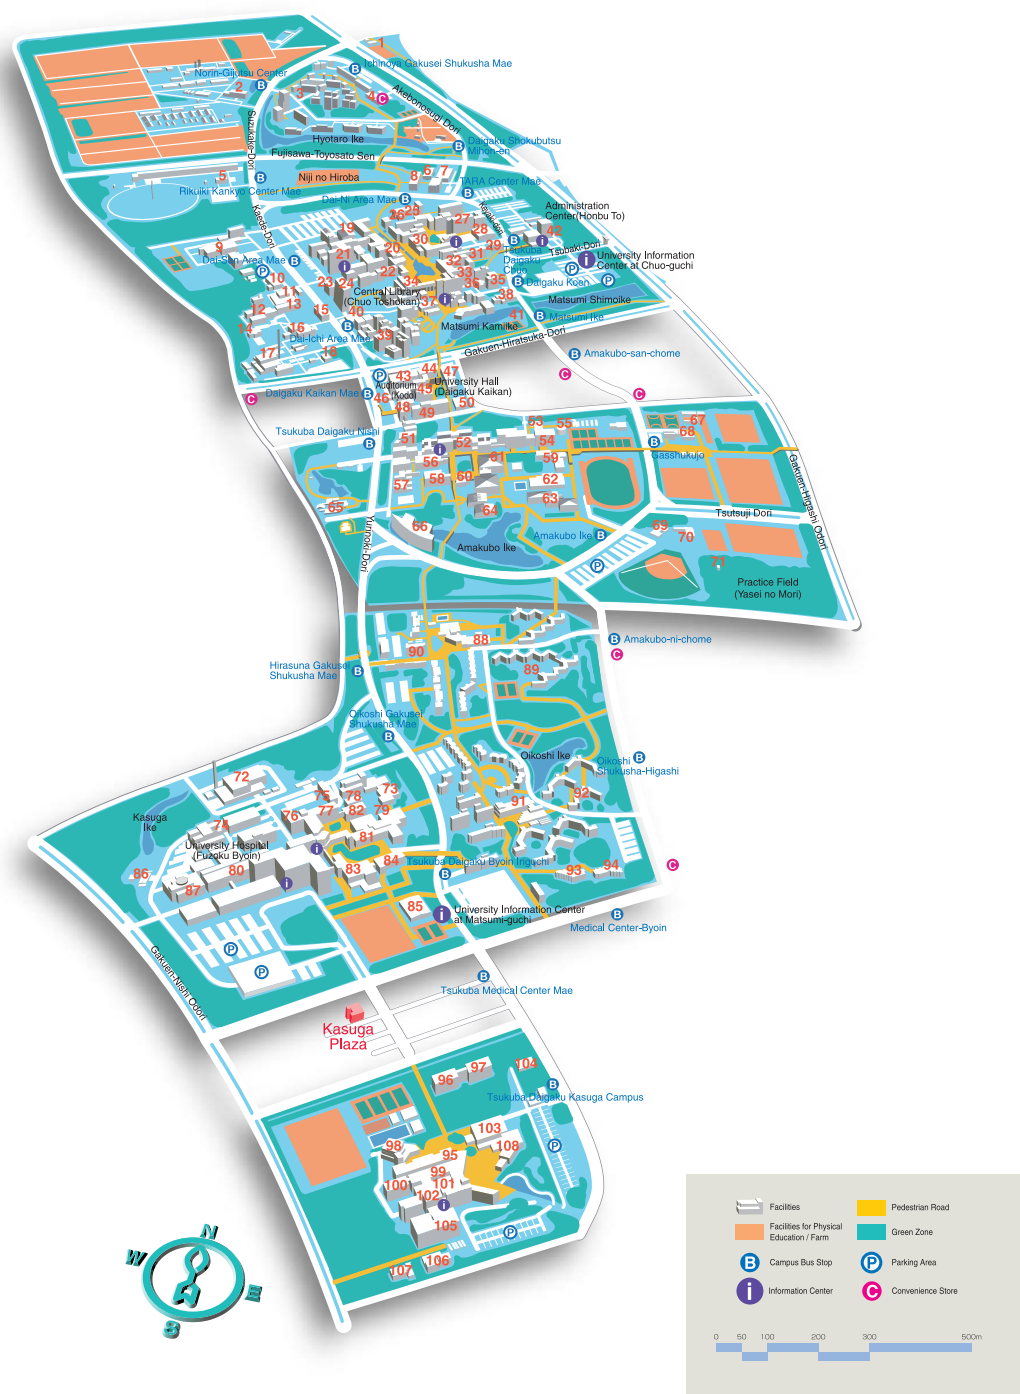 1
Ichinoya Gakusei Shukusha Mae
B
Norin-Gijutsu Center
B
2
3
4
C
Akebonosugi Dori
Suzukake-Dori
Hyotaro Ike
Daigaku Shokubutsu
Mihon-en
B
Fujisawa-Toyosato Sen
5
B
Niji no Hiroba
8
6
7
TARA Center Mae
B
Rikuiki Kankyo Center Mae
Dai-Ni Area Mae
B
Kaede-Dori
26
25
27
28
Keyaki-dori
Administration
Center(Honbu To)
42
19
30
i
29
B
i
Tsubaki-Dori
9
Dai-San Area Mae
B
21
20
31
Tsukuba
Daigaku
Chuo
i
University Information
Center at Chuo-guchi
P
P
P
10
i
22
32
33
11
23
24
34
36
35
B
Daigaku Koen
Central Library
(Chuo Toshokan)
37
i
38
Matsumi Shimoike
12
13
15
40
41
B
Matsumi Ike
14
16
B
Matsumi Kamiike
Dai-Ichi Area Mae
39
Gakuen-Hiratsuka-Dori
17
18
B
Amakubo-san-chome
P
43
44
47
C
Auditorium
(Kodo)
45
University Hall
(Daigaku Kaikan)
Daigaku Kaikan Mae
B
46
C
C
48
49
50
Tsukuba Daigaku Nishi
B
51
i
52
53
55
54
67
68
B
Gasshukujo
56
61
59
57
58
60
62
63
Gakuen-Higashi Odori
65
64
Tsutsuji Dori
66
Yurinoki-Dori
Amakubo Ike
Amakubo Ike
B
69
70
P
71
Practice Field
(Yasei no Mori)
90
88
B
Amakubo-ni-chome
C
Hirasuna Gakusei
Shukusha Mae
B
89
Oikoshi Gakusei
Shukusha Mae
B
Oikoshi Ike
B
Oikoshi
Shukusha-Higashi
72
75
78
73
91
92
Kasuga
Ike
76
77
82
79
74
University Hospital
(Fuzoku Byoin)
81
i
86
80
83
84
Tsukuba Daigaku Byoin Iriguchi
B
93
94
C
87
i
85
i
University Information Center
at Matsumi-guchi
B
Medical Center-Byoin
P
P
Gakuen-Nishi Odori
B
Tsukuba Medical Center Mae
Kasuga
Plaza
96
97
104
B
Tsukuba Daigaku Kasuga Campus
98
103
108
P
95
99
100
101
102
i
105
P
107
106
N
W
E
S
Facilities
Pedestrian Road
Facilities for Physical
Education / Farm
Green Zone
B
Campus Bus Stop
P
Parking Area
i
Information Center
C
Convenience Store
0 50 100 200 300 500m